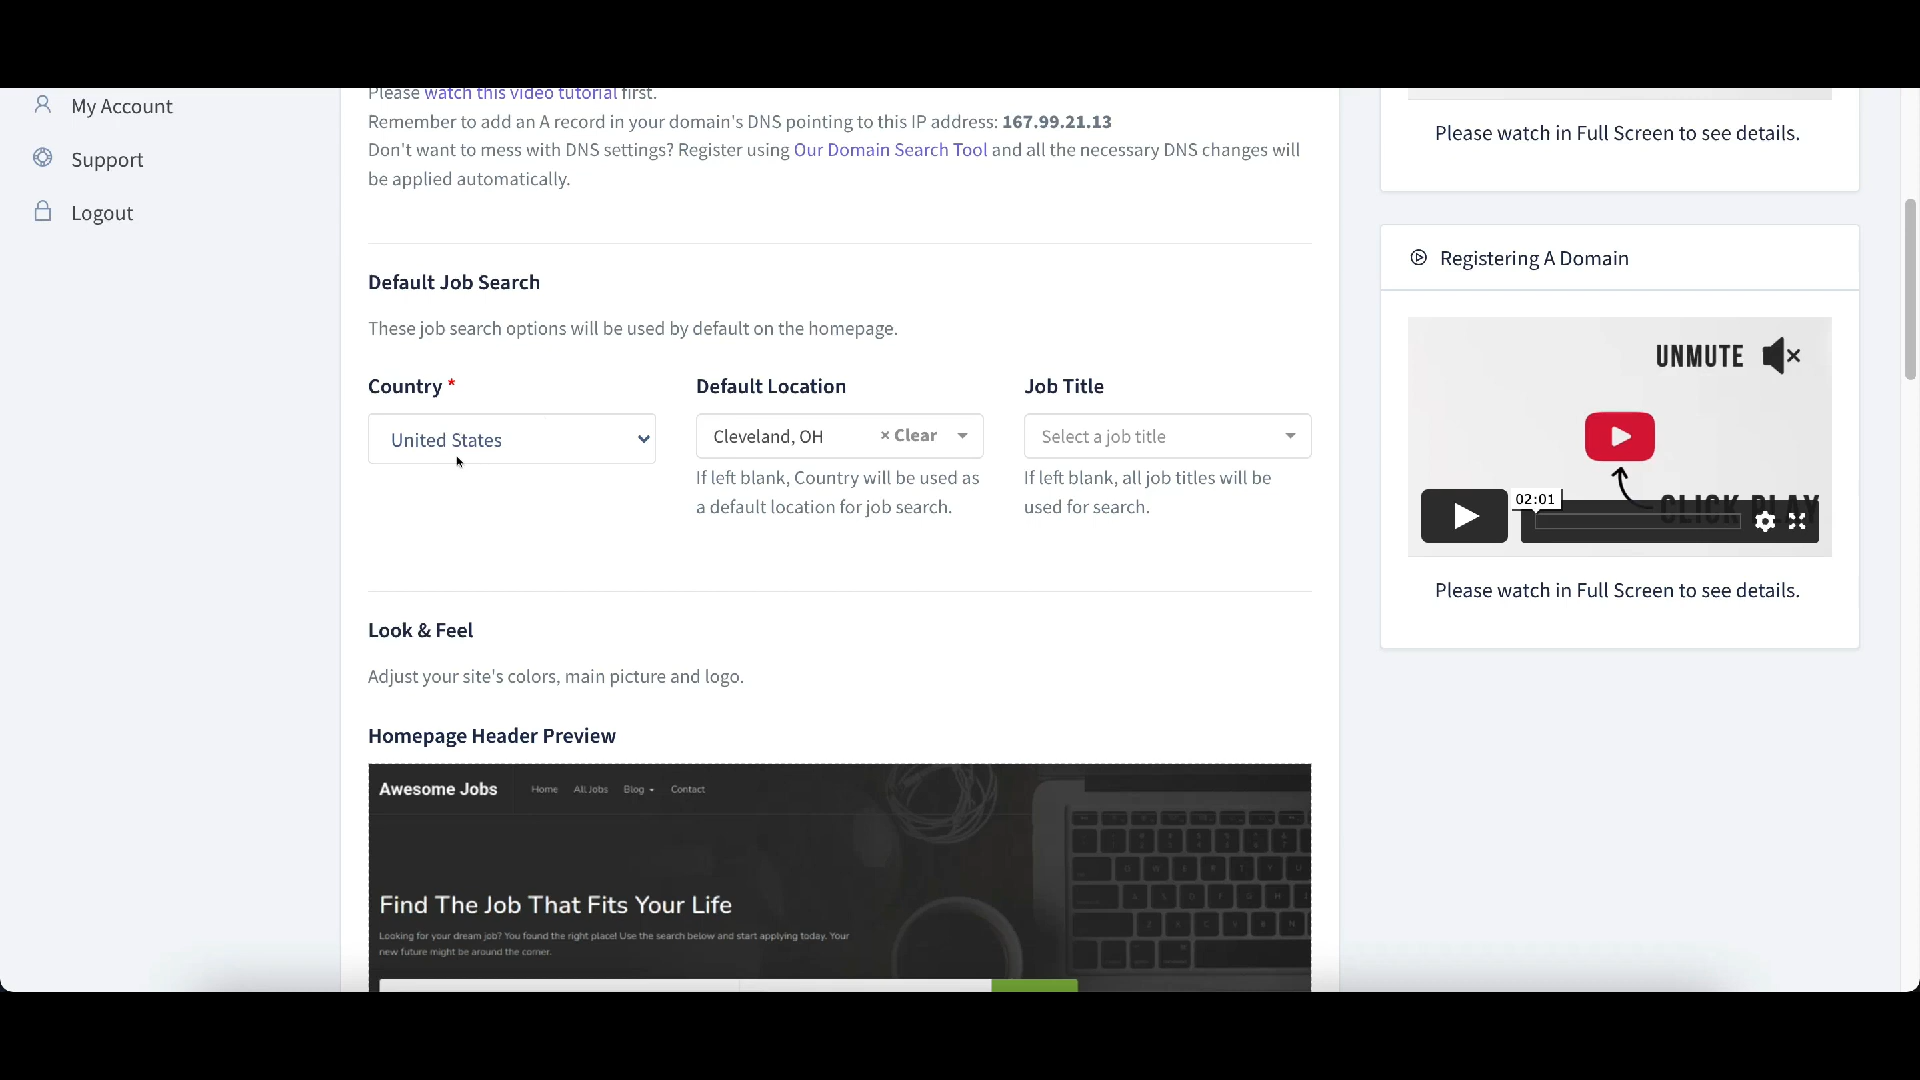 My Account
Support
Logout
Please watch this video tutorial first.
Remember to add an A record in your domain's DNS pointing to this IP address: 167.99.21.13
Don't want to mess with DNS settings? Register using Our Domain Search Tool and all the necessary DNS changes will
be applied automatically.
Default Job Search
These job search options will be used by default on the homepage.
Country *
United States
Default Location
Cleveland, OH × Clear
If left blank, Country will be used as
a default location for job search.
Job Title
Select a job title
If left blank, all job titles will be
used for search.
Look & Feel
Adjust your site's colors, main picture and logo.
Homepage Header Preview
Awesome Jobs Home All Jobs Blog Contact
Find The Job That Fits Your Life
Looking for your dream job? You found the right place! Use the search below and start applying today. Your
new future might be around the corner.
Please watch in Full Screen to see details.
Registering A Domain
UNMUTE
CLICK PLAY
02:01
Please watch in Full Screen to see details.